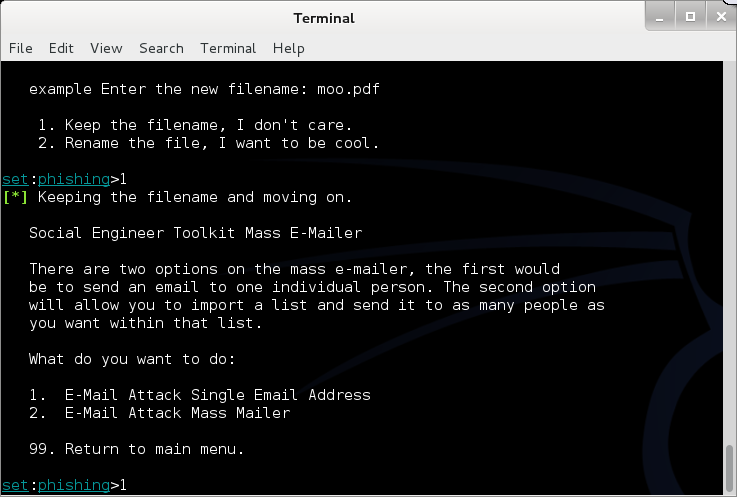 Terminal
File Edit View Search Terminal Help
example Enter the new filename: moo.pdf
1. Keep the filename, I don't care.
2. Rename the file, I want to be cool.
set:phishing>1
[*] Keeping the filename and moving on.
Social Engineer Toolkit Mass E-Mailer
There are two options on the mass e-mailer, the first would
be to send an email to one individual person. The second option
will allow you to import a list and send it to as many people as
you want within that list.
What do you want to do:
1. E-Mail Attack Single Email Address
2. E-Mail Attack Mass Mailer
99. Return to main menu.
set:phishing>1